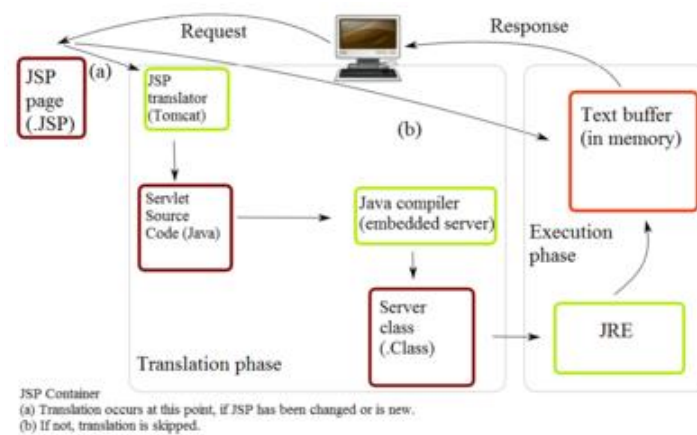 Request
Response
JSP
page
(.JSP)
(a)
JSP
translator
(Tomcat)
(b)
Text buffer
(in memory)
Servlet
Source
Code (Java)
Java compiler
(embedded server)
Execution
phase
Server
class
(.Class)
JRE
Translation phase
JSP Container
(a) Translation occurs at this point, if JSP has been changed or is new.
(b) If not, translation is skipped.